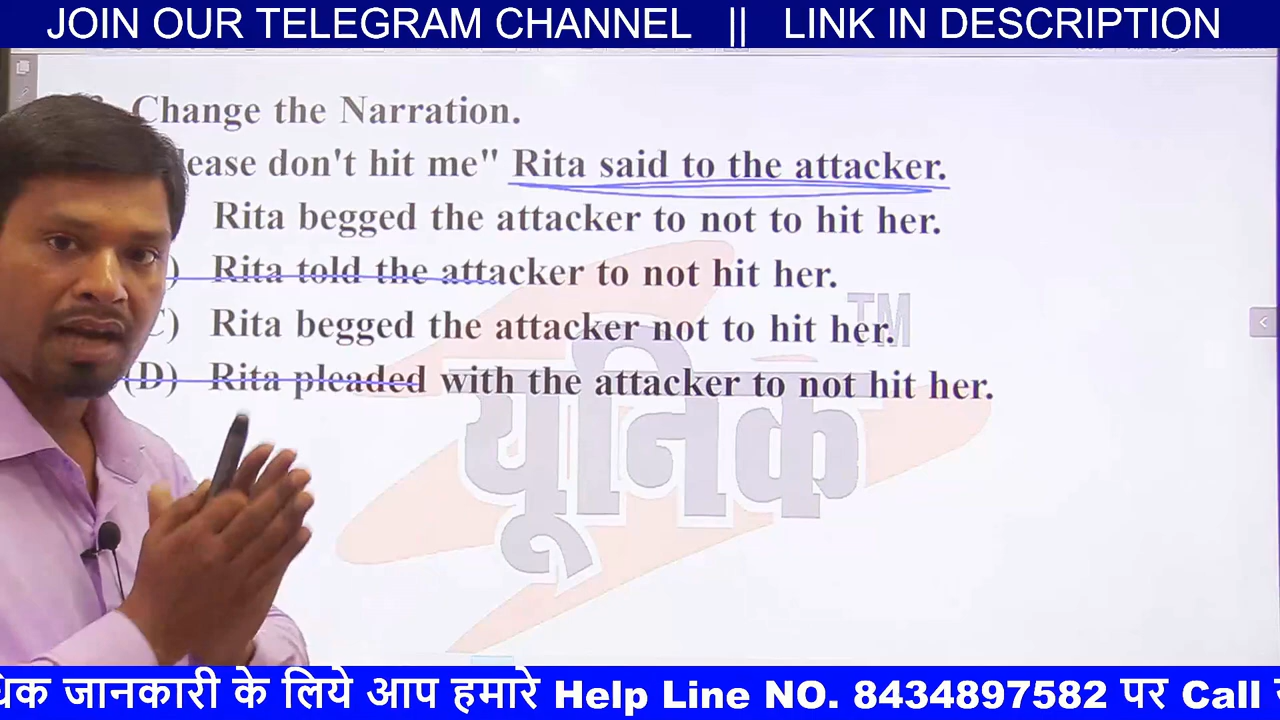 JOIN OUR TELEGRAM CHANNEL || LINK IN DESCRIPTION
Change the Narration.
lease don't hit me" Rita said to the attacker.
Rita begged the attacker to not to hit her.
) Rita told the attacker to not hit her.
C) Rita begged the attacker not to hit her.
(D) Rita pleaded with the attacker to not hit her.
TM
यूनिक
धिक जानकारी के लिये आप हमारे Help Line NO. 8434897582 पर Call